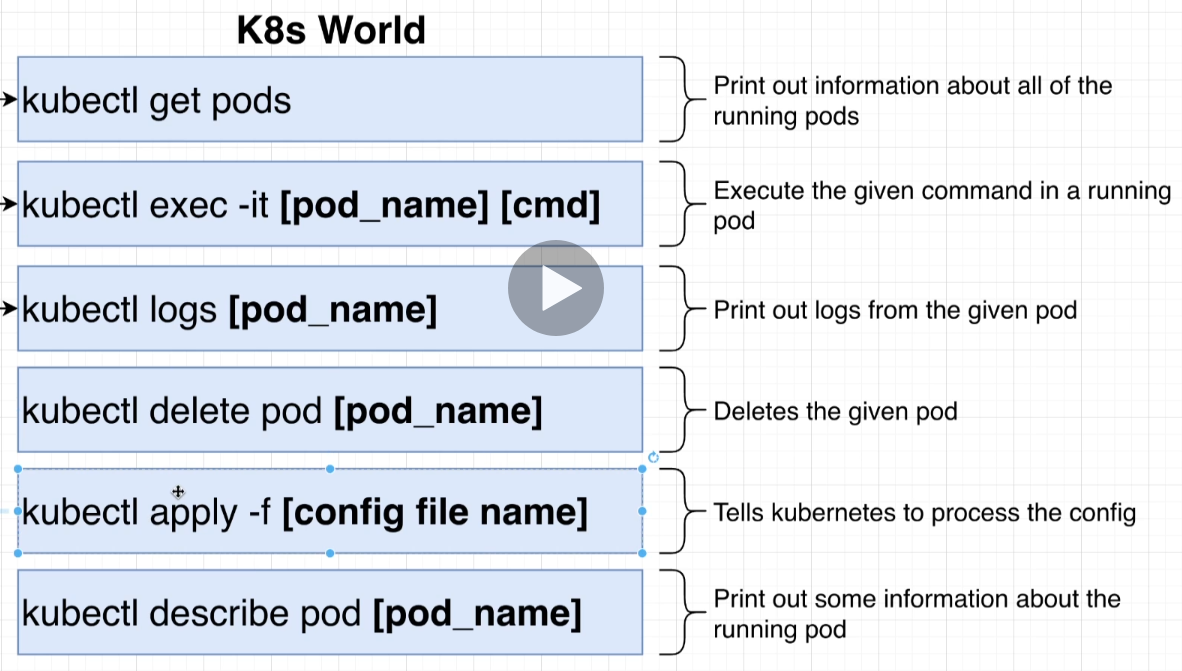 K8s World
kubectl get pods
Print out information about all of the
running pods
kubectl exec -it [pod_name] [cmd]
Execute the given command in a running
pod
kubectl logs [pod_name]
Print out logs from the given pod
kubectl delete pod [pod_name]
Deletes the given pod
kubectl apply -f [config file name]
Tells kubernetes to process the config
kubectl describe pod [pod_name]
Print out some information about the
running pod